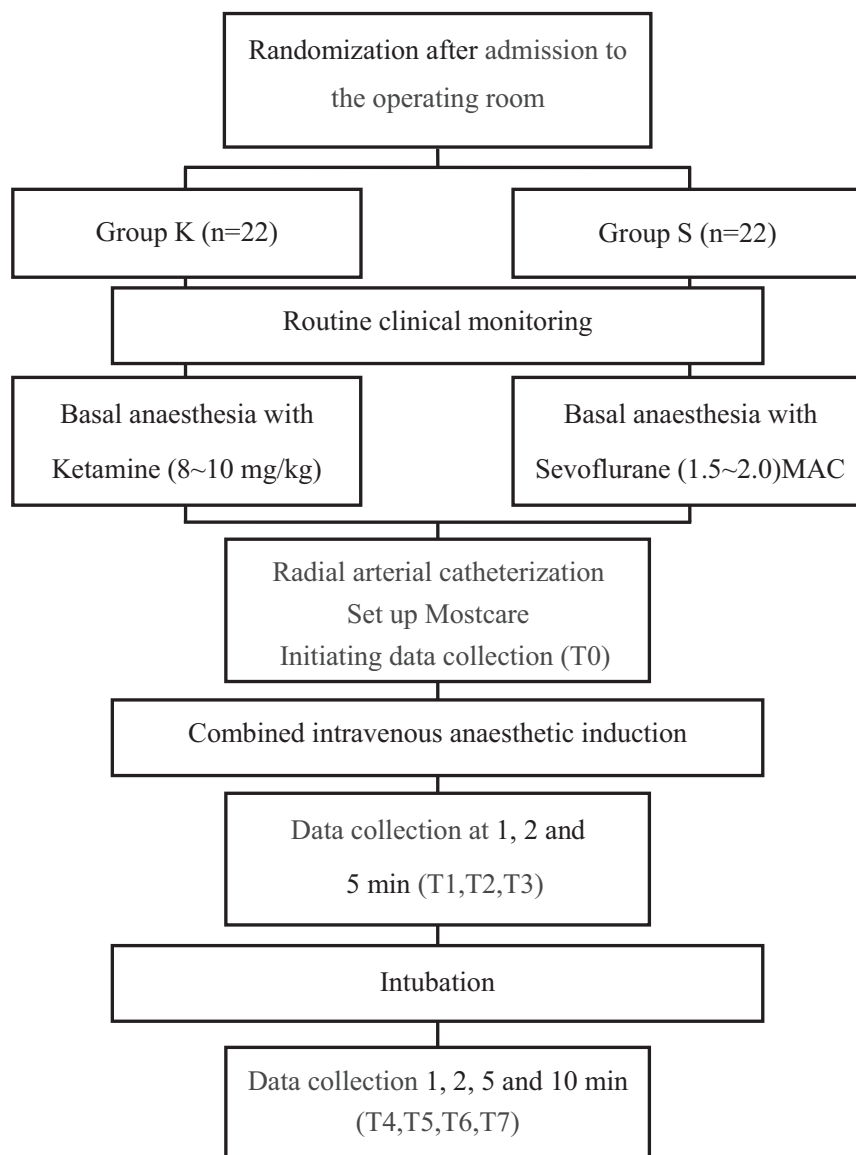 Randomization after admission to
the operating room
Group K (n=22)
Group S (n=22)
Routine clinical monitoring
Basal anaesthesia with
Ketamine (8~10 mg/kg)
Basal anaesthesia with
Sevoflurane (1.5~2.0)MAC
Radial arterial catheterization
Set up Mostcare
Initiating data collection (T0)
Combined intravenous anaesthetic induction
Data collection at 1, 2 and
5 min (T1,T2,T3)
Intubation
Data collection 1, 2, 5 and 10 min
(T4,T5,T6,T7)